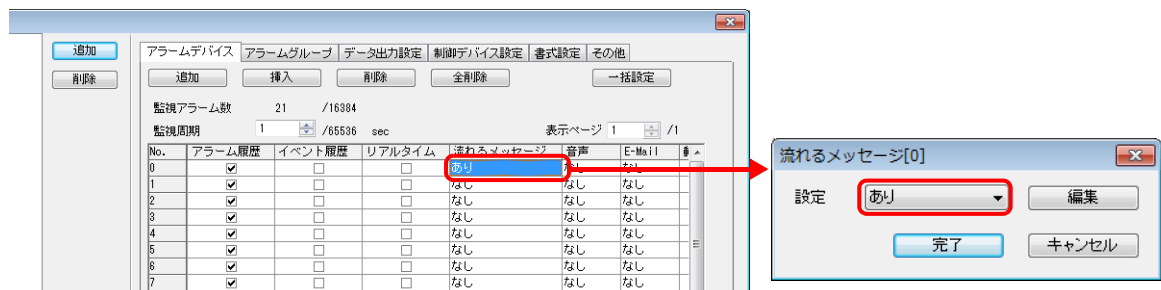 追加
削除
アラームデバイス アラームグループ データ出力設定 制御デバイス設定 書式設定 その他
追加 挿入 削除 全削除 一括設定
監視アラーム数 21 /16384
監視周期 1 /65536 sec 表示ページ 1 /1
No. アラーム履歴 イベント履歴 リアルタイム 流れるメッセージ 音声 E-Mail
0 あり なし なし
1 なし なし なし
2 なし なし なし
3 なし なし なし
4 なし なし なし
5 なし なし なし
6 なし なし なし
7 なし なし なし
流れるメッセージ[0]
設定 あり 編集
完了 キャンセル